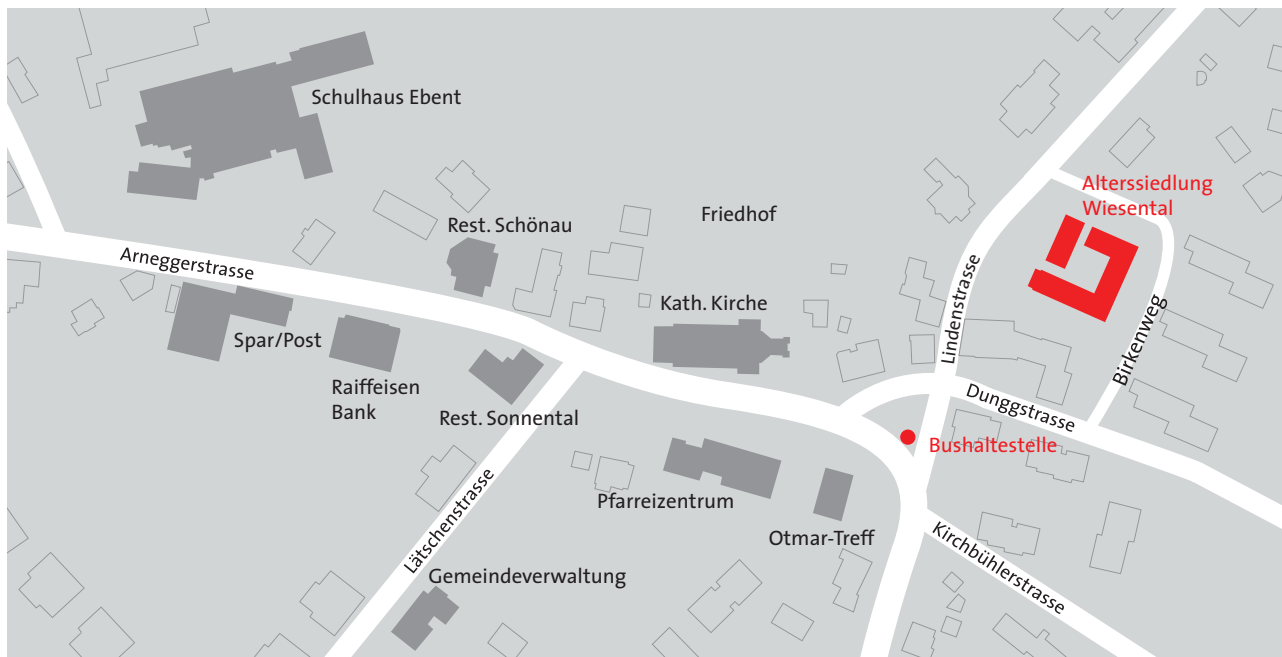 Schulhaus Ebent
Alterssiedlung
Wiesental
Rest. Schönau
Friedhof
Arneggerstrasse
Kath. Kirche
Lindenstrasse
Birkenweg
Spar/Post
Raiffeisen
Bank
Rest. Sonnental
Dunggstrasse
Bushaltestelle
Lätschenstrasse
Pfarreizentrum
Otmar-Treff
Kirchbühlerstrasse
Gemeindeverwaltung